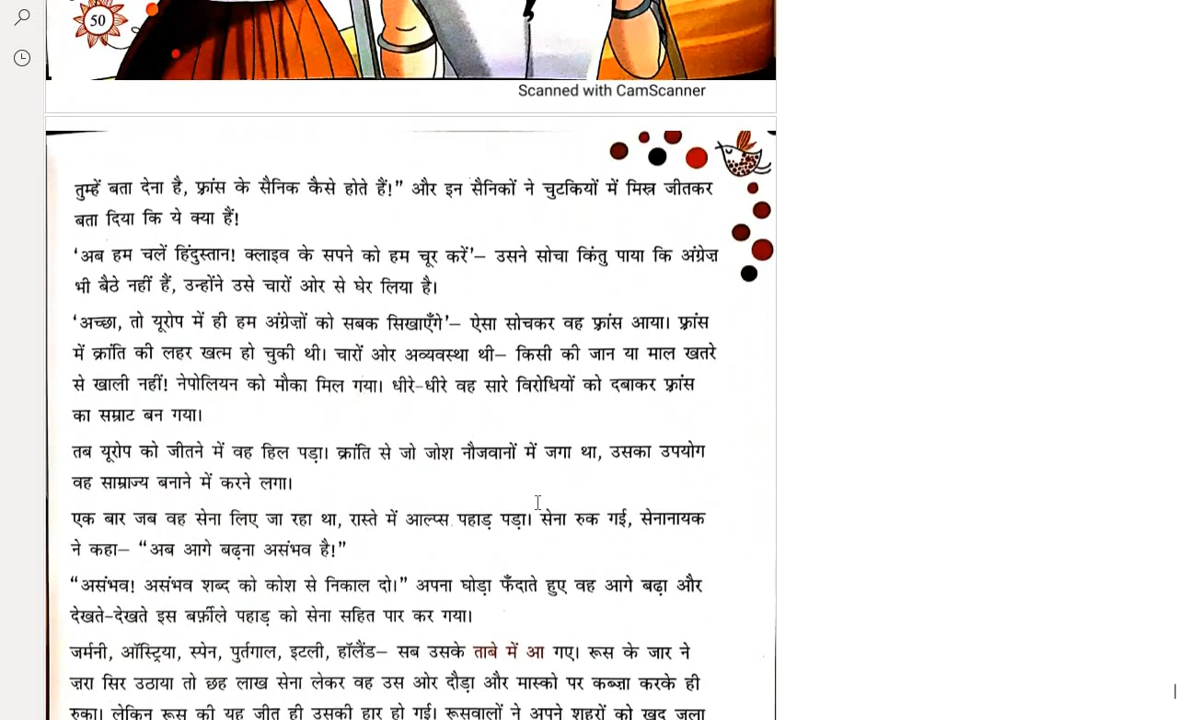 50
Scanned with CamScanner
तुम्हें बता देना है, फ़्रांस के सैनिक कैसे होते हैं!” और इन सैनिकों ने चुटकियों में मिस्र जीतकर
बता दिया कि ये क्या हैं!
‘अब हम चलें हिंदुस्तान! क्लाइव के सपने को हम चूर करें’– उसने सोचा किंतु पाया कि अंग्रेज
भी बैठे नहीं हैं, उन्होंने उसे चारों ओर से घेर लिया है।
‘अच्छा, तो यूरोप में ही हम अंग्रेजों को सबक सिखाएँगे’– ऐसा सोचकर वह फ़्रांस आया। फ़्रांस
में क्रांति की लहर खत्म हो चुकी थी। चारों ओर अव्यवस्था थी– किसी की जान या माल खतरे
से खाली नहीं! नेपोलियन को मौका मिल गया। धीरे-धीरे वह सारे विरोधियों को दबाकर फ़्रांस
का सम्राट बन गया।
तब यूरोप को जीतने में वह हिल पड़ा। क्रांति से जो जोश नौजवानों में जगा था, उसका उपयोग
वह साम्राज्य बनाने में करने लगा।
एक बार जब वह सेना लिए जा रहा था, रास्ते में आल्प्स पहाड़ पड़ा। सेना रुक गई, सेनानायक
ने कहा– “अब आगे बढ़ना असंभव है!”
“असंभव! असंभव शब्द को कोश से निकाल दो।” अपना घोड़ा फँदाते हुए वह आगे बढ़ा और
देखते-देखते इस बर्फ़ीले पहाड़ को सेना सहित पार कर गया।
जर्मनी, ऑस्ट्रिया, स्पेन, पुर्तगाल, इटली, हॉलैंड– सब उसके ताबे में आ गए। रूस के जार ने
ज़रा सिर उठाया तो छह लाख सेना लेकर वह उस ओर दौड़ा और मास्को पर कब्ज़ा करके ही
रुका। लेकिन रूस की यह जीत ही उसकी हार हो गई। रूसवालों ने अपने शहरों को खुद जला